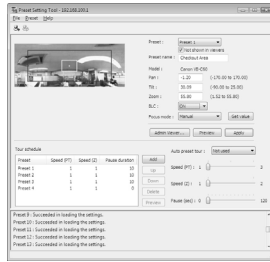 Preset Setting Tool - 192.168.100.1
File Preset Help
Preset : Preset 1
Not shown in viewers
Preset name : Checkout Area
Model : Canon VB-C60
Pan : -1.20 (-170.00 to 170.00)
Tilt : 30.09 (-90.00 to 25.00)
Zoom : 55.80 (1.52 to 55.80)
BLC : Off
Focus mode : Manual Get value
Admin Viewer... Preview Apply
Tour schedule
Auto preset tour : Not used
Preset Speed (PT) Speed (Z) Pause duration
Preset 1 1 1 10
Preset 2 1 1 10
Preset 3 1 1 10
Preset 4 1 1 0
Add
Up
Down
Delete
Preview
Speed (PT) : 1 3
Speed (Z) : 1 2
Pause (sec) : 0 120
Preset 9 : Succeeded in loading the settings.
Preset 10 : Succeeded in loading the settings.
Preset 11 : Succeeded in loading the settings.
Preset 12 : Succeeded in loading the settings.
Preset 13 : Succeeded in loading the settings.